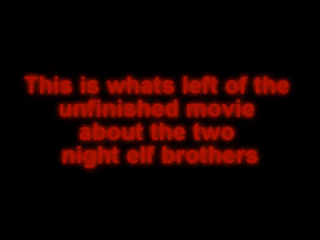 This is whats left of the
unfinished movie
about the two
night elf brothers